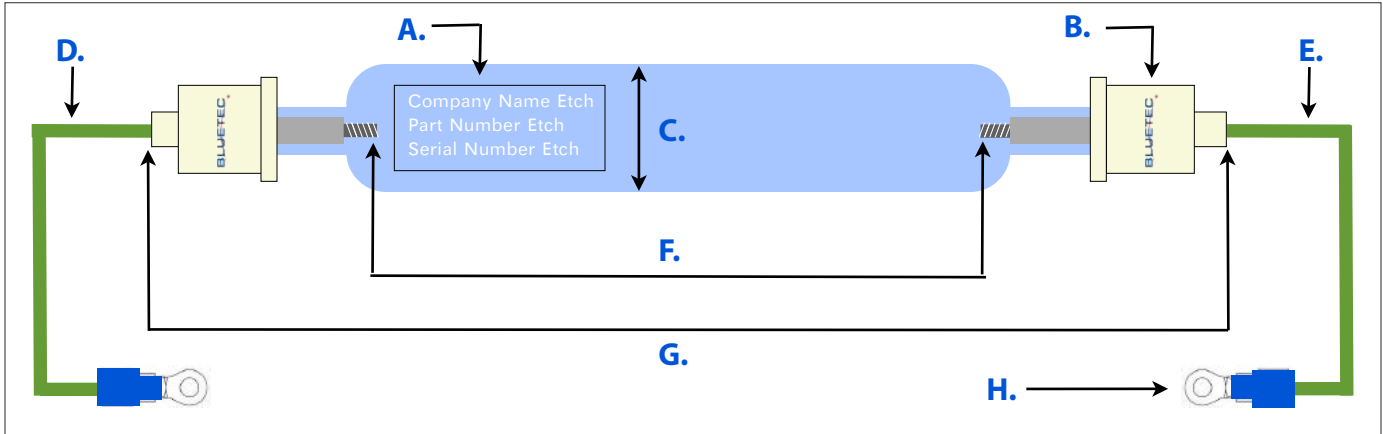 A.
B.
D.
E.
Company Name Etch
Part Number Etch
Serial Number Etch
BLUETEC
C.
BLUETEC
F.
G.
H.